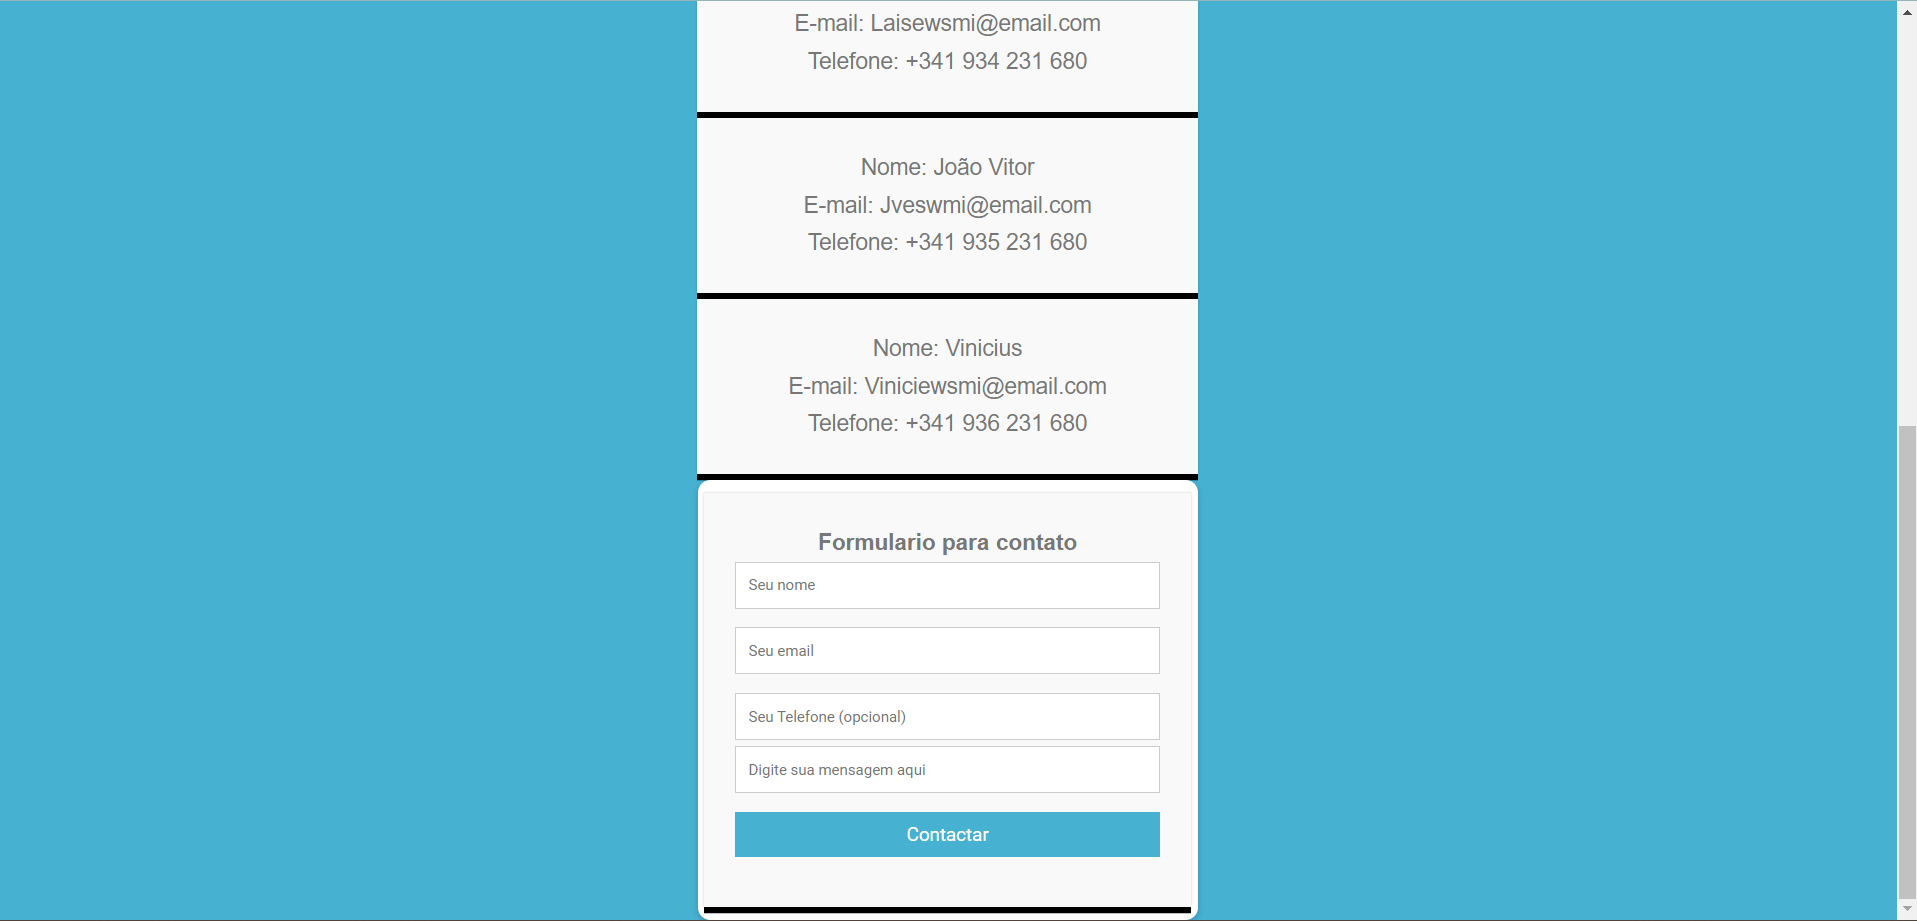 E-mail: Laisewsmi@email.com
Telefone: +341 934 231 680
Nome: João Vitor
E-mail: Jveswmi@email.com
Telefone: +341 935 231 680
Nome: Vinicius
E-mail: Viniciewsmi@email.com
Telefone: +341 936 231 680
Formulario para contato
Seu nome
Seu email
Seu Telefone (opcional)
Digite sua mensagem aqui
Contactar